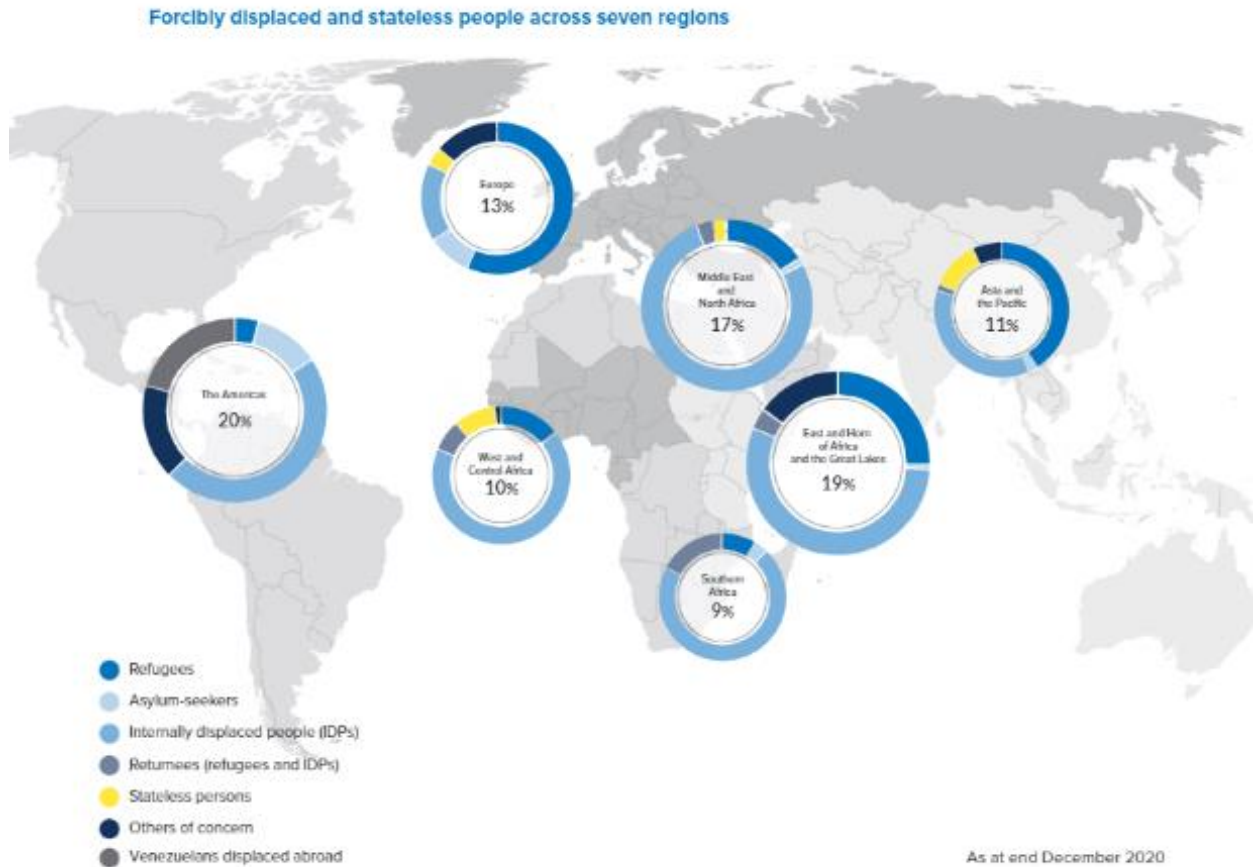 Forcibly displaced and stateless people across seven regions
Europe
13%
Middle East
and
North Africa
17%
Asia and
the Pacific
11%
The Americas
20%
West and
Central Africa
10%
East and Horn
of Africa
and the Great Lakes
19%
Southern
Africa
9%
Refugees
Asylum-seekers
Internally displaced people (IDPs)
Returnees (refugees and IDPs)
Stateless persons
Others of concern
Venezuelans displaced abroad
As at end December 2020